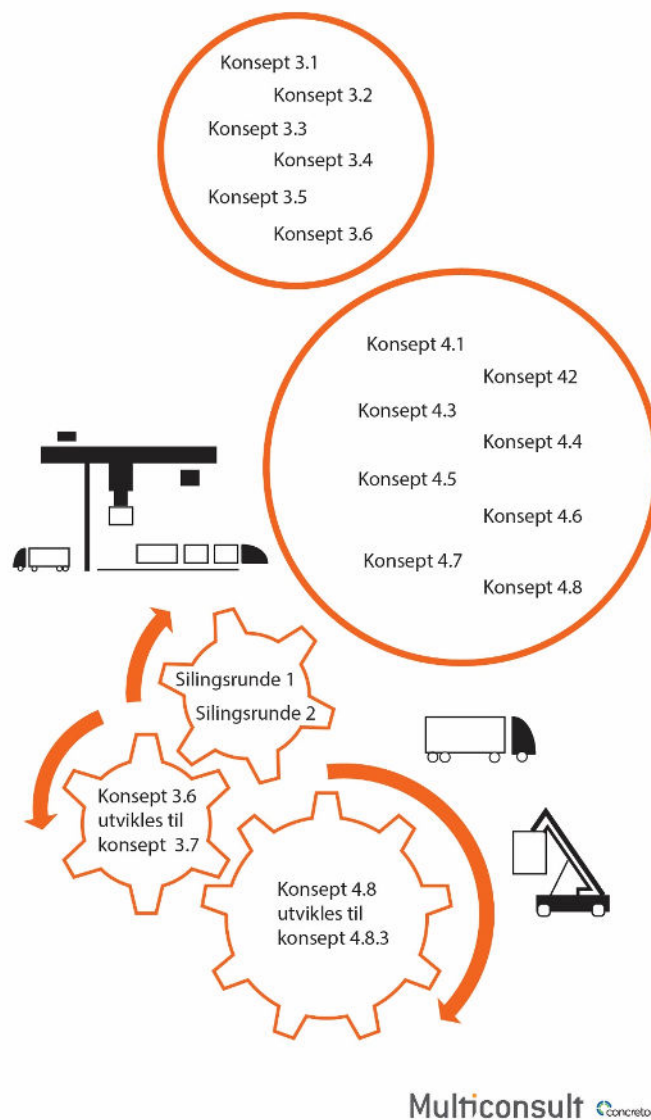 Konsept 3.1
Konsept 3.2
Konsept 3.3
Konsept 3.4
Konsept 3.5
Konsept 3.6
Konsept 4.1
Konsept 42
Konsept 4.3
Konsept 4.4
Konsept 4.5
Konsept 4.6
Konsept 4.7
Konsept 4.8
Silingsrunde 1
Silingsrunde 2
Konsept 3.6
utvikles til
konsept 3.7
Konsept 4.8
utvikles til
konsept 4.8.3
Multiconsult concreto